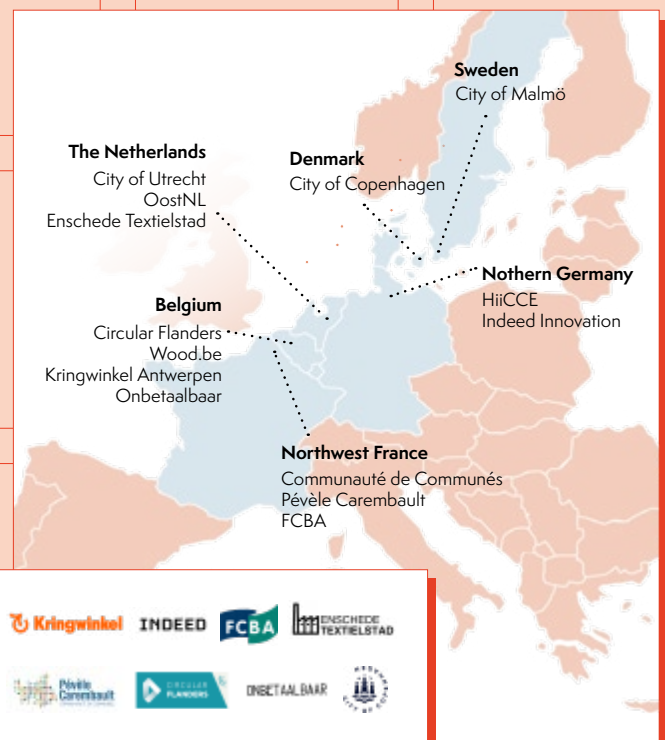 Sweden
City of Malmö
The Netherlands
City of Utrecht
OostNL
Enschede Textielstad
Denmark
City of Copenhagen
Nothern Germany
HiiCCE
Indeed Innovation
Belgium
Circular Flanders
Wood.be
Kringwinkel Antwerpen
Onbetaalbaar
Northwest France
Communauté de Communés
Pévèle Carembault
FCBA
Kringwinkel
INDEED
FCBA
ENSCHEDE
TEXTIELSTAD
Pévèle
Carembault
CIRCULAR
FLANDERS
ONBETAALBAAR